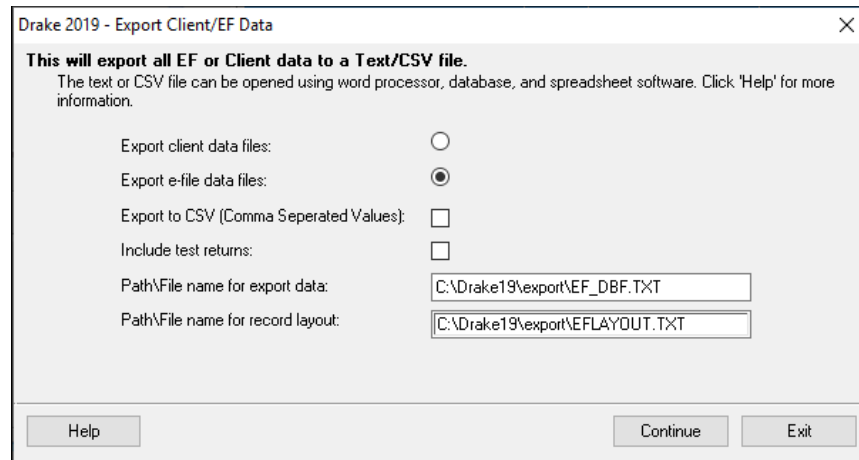 Drake 2019 - Export Client/EF Data
This will export all EF or Client data to a Text/CSV file.
The text or CSV file can be opened using word processor, database, and spreadsheet software. Click 'Help' for more
information.
Export client data files:
Export e-file data files:
Export to CSV (Comma Seperated Values):
Include test returns:
Path\File name for export data: C:\Drake19\export\EF_DBF.TXT
Path\File name for record layout: C:\Drake19\export\EFLAYOUT.TXT
Help Continue Exit